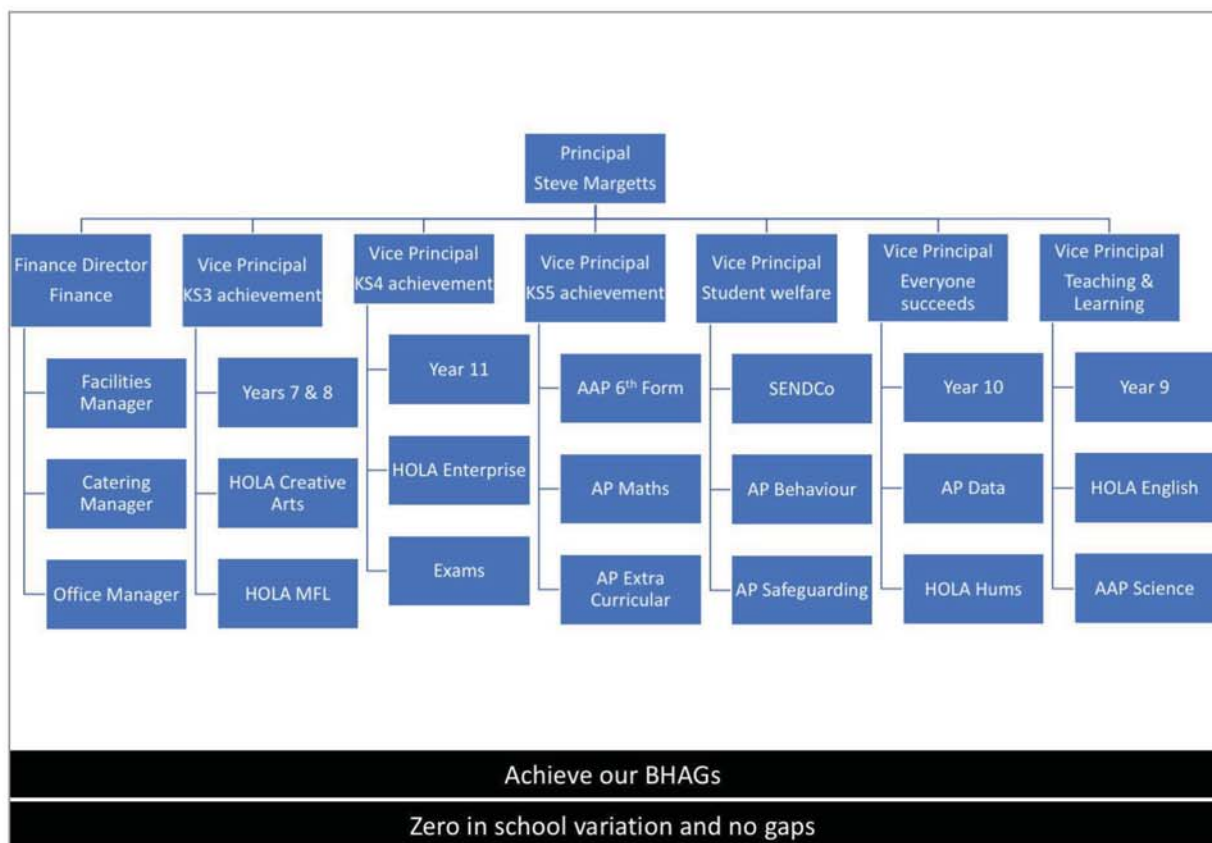 Principal
Steve Margetts
Finance Director
Finance
Vice Principal
KS3 achievement
Vice Principal
KS4 achievement
Vice Principal
KS5 achievement
Vice Principal
Student welfare
Vice Principal
Everyone
succeeds
Vice Principal
Teaching &
Learning
Facilities
Manager
Catering
Manager
Office Manager
Years 7 & 8
HOLA Creative
Arts
HOLA MFL
Year 11
HOLA Enterprise
Exams
AAP 6th Form
AP Maths
AP Extra
Curricular
SENDCo
AP Behaviour
AP Safeguarding
Year 10
AP Data
HOLA Hums
Year 9
HOLA English
AAP Science
Achieve our BHAGs
Zero in school variation and no gaps